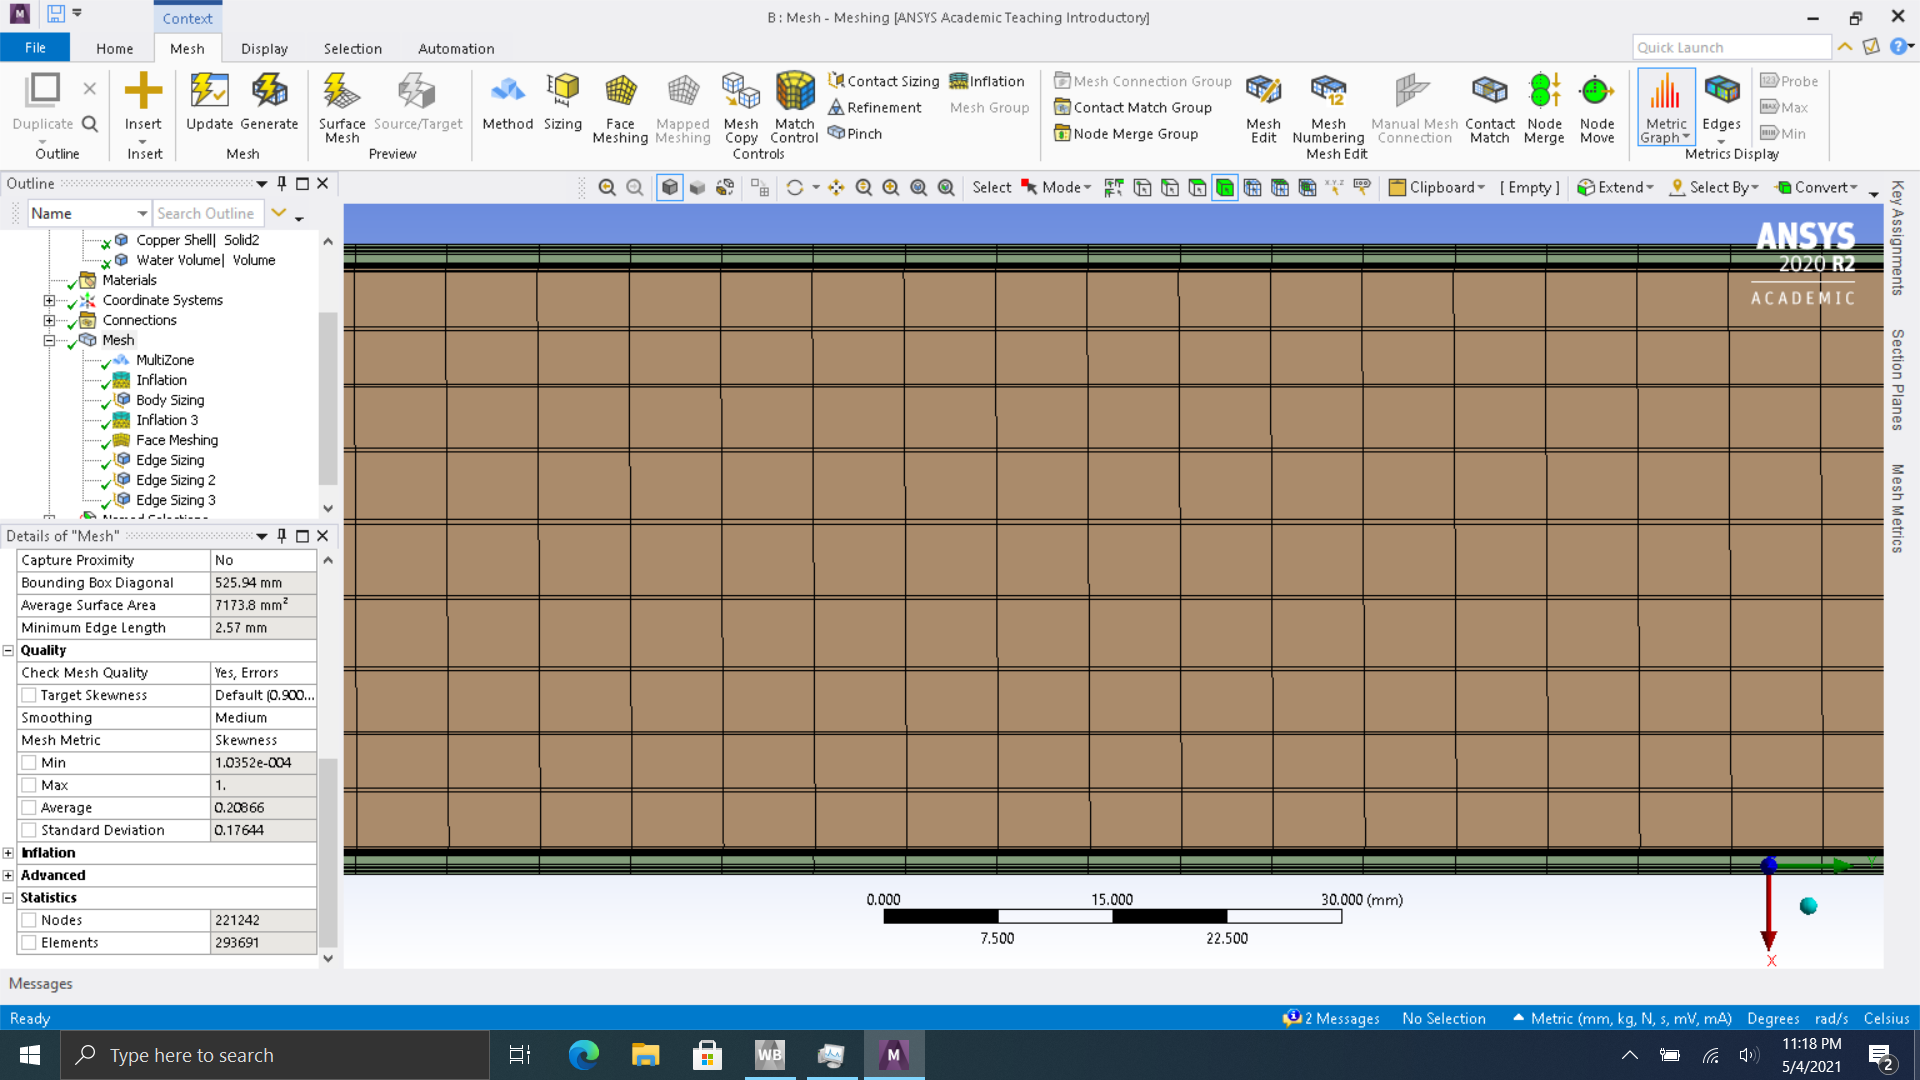 Context
B : Mesh - Meshing [ANSYS Academic Teaching Introductory]
File Home Mesh Display Selection Automation
Quick Launch
Duplicate
Outline
Insert
Insert
Update Generate
Mesh
Surface Mesh
Source/Target
Preview
Method Sizing
Face Meshing
Mapped Meshing
Mesh Copy
Match Control
Contact Sizing
Refinement
Pinch
Inflation
Mesh Group
Controls
Mesh Connection Group
Contact Match Group
Node Merge Group
Mesh Edit
Mesh Numbering
Manual Mesh Connection
Contact Match
Node Merge
Node Move
Mesh Edit
Metric Graph
Edges
Probe
Max
Min
Metrics Display
Outline
Name
Search Outline
Select Mode Clipboard [ Empty ] Extend Select By Convert
Copper Shell| Solid2
Water Volume| Volume
Materials
Coordinate Systems
Connections
Mesh
MultiZone
Inflation
Body Sizing
Inflation 3
Face Meshing
Edge Sizing
Edge Sizing 2
Edge Sizing 3
Details of "Mesh"
Capture Proximity No
Bounding Box Diagonal 525.94 mm
Average Surface Area 7173.8 mm²
Minimum Edge Length 2.57 mm
Quality
Check Mesh Quality Yes, Errors
Target Skewness Default (0.900...
Smoothing Medium
Mesh Metric Skewness
Min 1.0352e-004
Max 1.
Average 0.20866
Standard Deviation 0.17644
Inflation
Advanced
Statistics
Nodes 221242
Elements 293691
ANSYS
2020 R2
ACADEMIC
Key Assignments
Section Planes
Mesh Metrics
0.000 15.000 30.000 (mm)
7.500 22.500
Y
X
Messages
Ready
2 Messages No Selection Metric (mm, kg, N, s, mV, mA) Degrees rad/s Celsius
Type here to search
WB
M
11:18 PM
5/4/2021
2